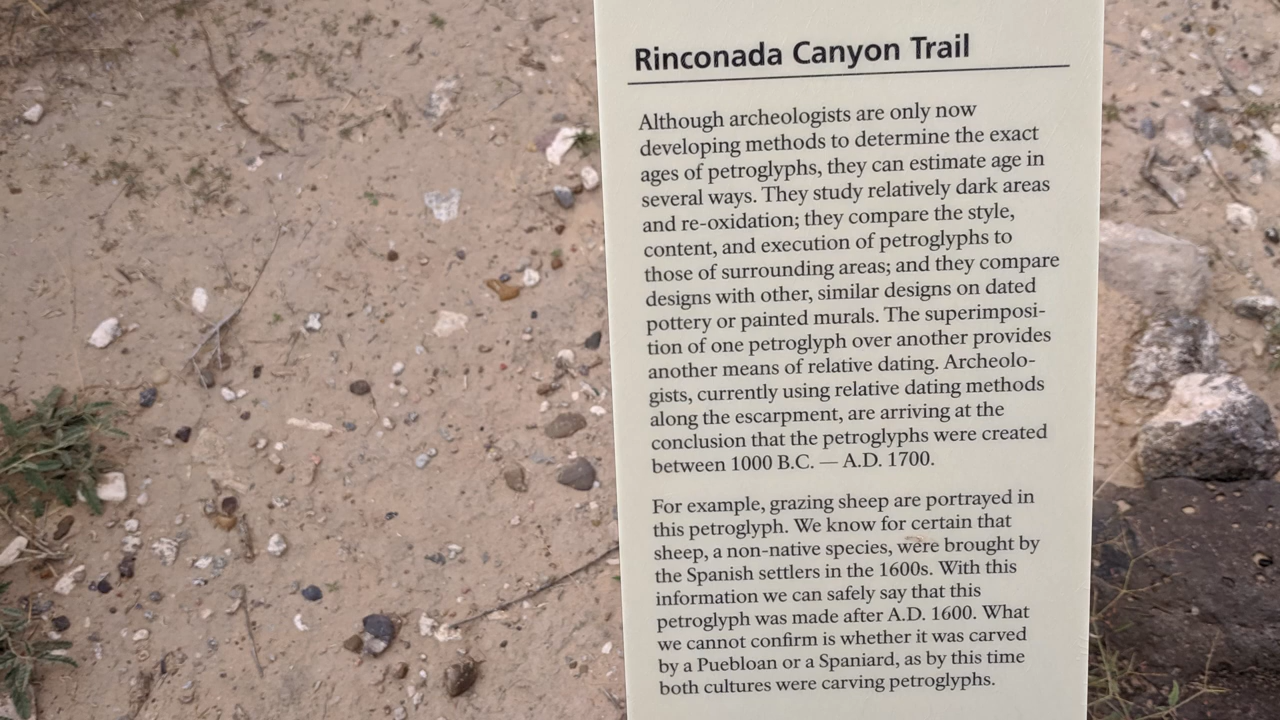 Rinconada Canyon Trail
Although archeologists are only now
developing methods to determine the exact
ages of petroglyphs, they can estimate age in
several ways. They study relatively dark areas
and re-oxidation; they compare the style,
content, and execution of petroglyphs to
those of surrounding areas; and they compare
designs with other, similar designs on dated
pottery or painted murals. The superimposi-
tion of one petroglyph over another provides
another means of relative dating. Archeolo-
gists, currently using relative dating methods
along the escarpment, are arriving at the
conclusion that the petroglyphs were created
between 1000 B.C. — A.D. 1700.
For example, grazing sheep are portrayed in
this petroglyph. We know for certain that
sheep, a non-native species, were brought by
the Spanish settlers in the 1600s. With this
information we can safely say that this
petroglyph was made after A.D. 1600. What
we cannot confirm is whether it was carved
by a Puebloan or a Spaniard, as by this time
both cultures were carving petroglyphs.